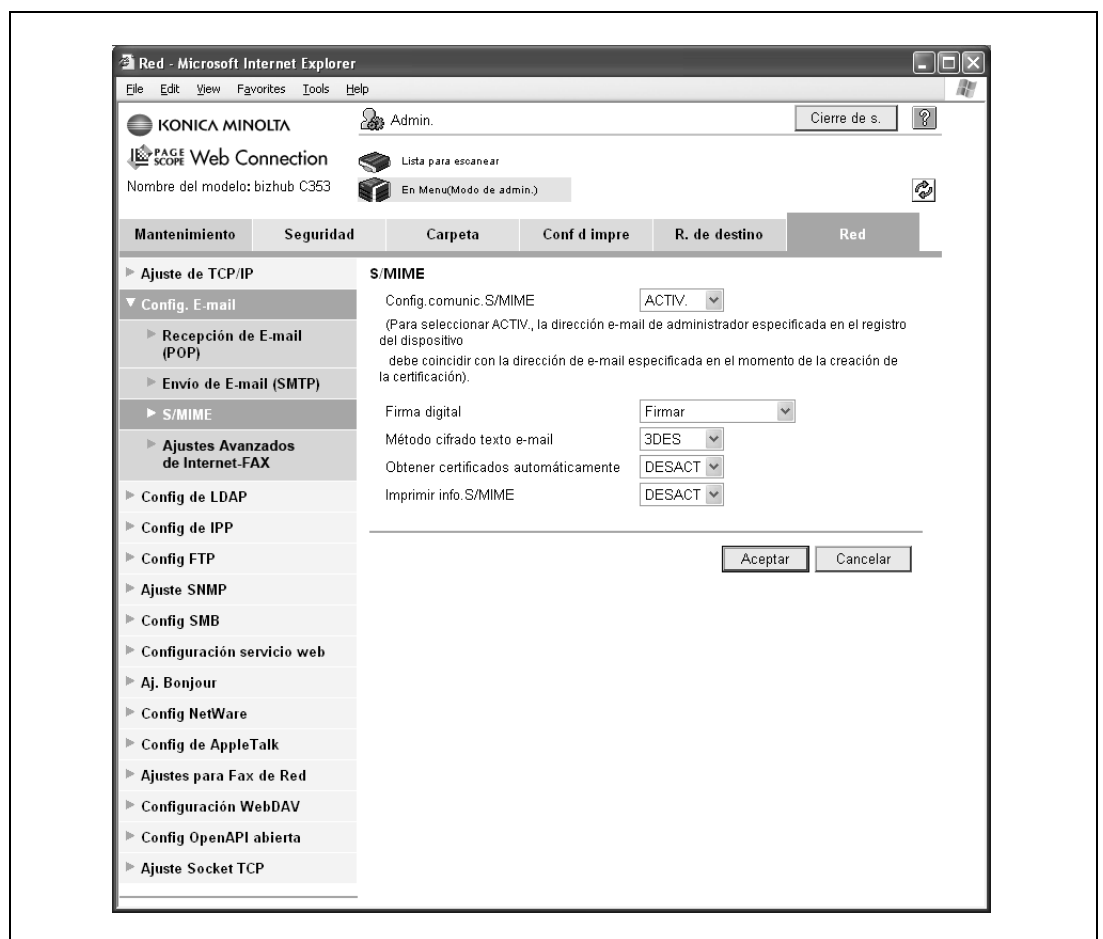 Red - Microsoft Internet Explorer
File Edit View Favorites Tools Help
KONICA MINOLTA
Admin.
Cierre de s.
?
PAGE SCOPE Web Connection
Lista para escanear
Nombre del modelo: bizhub C353
En Menu(Modo de admin.)
Mantenimiento
Seguridad
Carpeta
Conf d impre
R. de destino
Red
Ajuste de TCP/IP
Config. E-mail
Recepción de E-mail
(POP)
Envío de E-mail (SMTP)
S/MIME
Ajustes Avanzados
de Internet-FAX
Config de LDAP
Config de IPP
Config FTP
Ajuste SNMP
Config SMB
Configuración servicio web
Aj. Bonjour
Config NetWare
Config de AppleTalk
Ajustes para Fax de Red
Configuración WebDAV
Config OpenAPI abierta
Ajuste Socket TCP
S/MIME
Config.comunic.S/MIME ACTIV.
(Para seleccionar ACTIV., la dirección e-mail de administrador especificada en el registro
del dispositivo
debe coincidir con la dirección de e-mail especificada en el momento de la creación de
la certificación).
Firma digital Firmar
Método cifrado texto e-mail 3DES
Obtener certificados automáticamente DESACT
Imprimir info.S/MIME DESACT
Aceptar
Cancelar